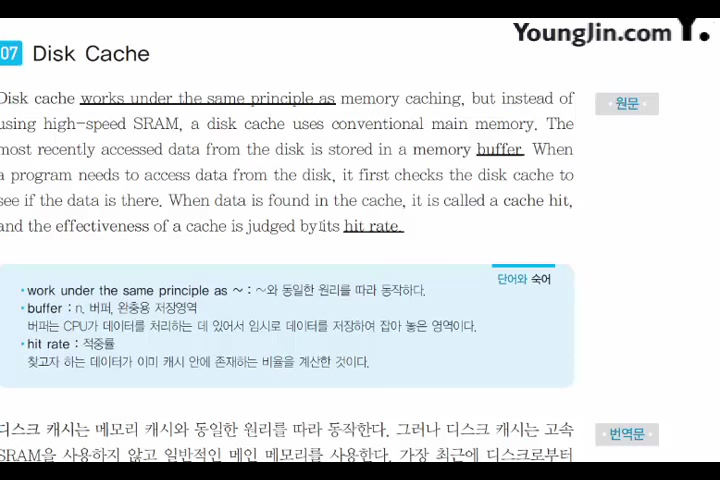 YoungJin.com Y.
07 Disk Cache
Disk cache works under the same principle as memory caching, but instead of
using high-speed SRAM, a disk cache uses conventional main memory. The
most recently accessed data from the disk is stored in a memory buffer. When
a program needs to access data from the disk, it first checks the disk cache to
see if the data is there. When data is found in the cache, it is called a cache hit,
and the effectiveness of a cache is judged by its hit rate.
원문
단어와 숙어
• work under the same principle as ~ : ~와 동일한 원리를 따라 동작하다.
• buffer : n. 버퍼, 완충용 저장영역
버퍼는 CPU가 데이터를 처리하는 데 있어서 임시로 데이터를 저장하여 잡아 놓은 영역이다.
• hit rate : 적중률
찾고자 하는 데이터가 이미 캐시 안에 존재하는 비율을 계산한 것이다.
디스크 캐시는 메모리 캐시와 동일한 원리를 따라 동작한다. 그러나 디스크 캐시는 고속
SRAM을 사용하지 않고 일반적인 메인 메모리를 사용한다. 가장 최근에 디스크로부터
번역문